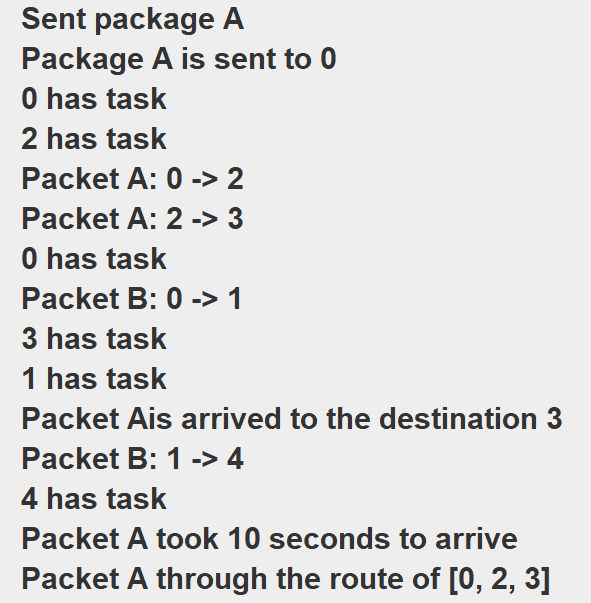 Sent package A
Package A is sent to 0
0 has task
2 has task
Packet A: 0 -> 2
Packet A: 2 -> 3
0 has task
Packet B: 0 -> 1
3 has task
1 has task
Packet Ais arrived to the destination 3
Packet B: 1 -> 4
4 has task
Packet A took 10 seconds to arrive
Packet A through the route of [0, 2, 3]